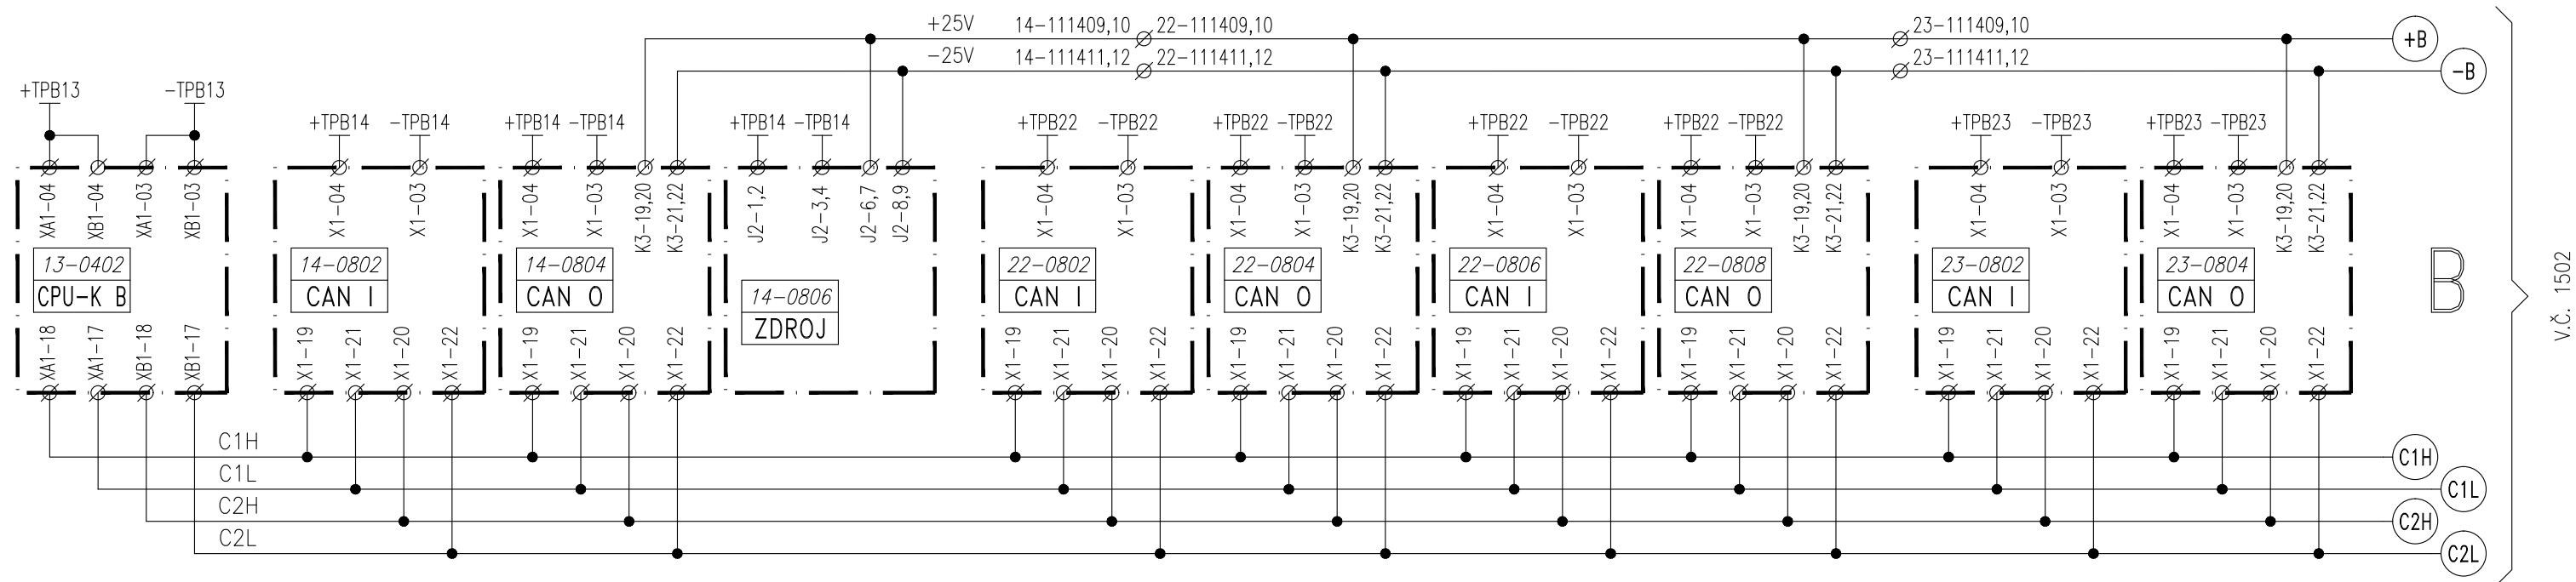 +25V 14-111409,10 22-111409,10 23-111409,10 +B
-25V 14-111411,12 22-111411,12 23-111411,12 -B
+TPB13 -TPB13
+TPB14 -TPB14 +TPB14 -TPB14 +TPB14 -TPB14 +TPB22 -TPB22 +TPB22 -TPB22 +TPB22 -TPB22 +TPB22 -TPB22 +TPB23 -TPB23 +TPB23 -TPB23
XA1-04 XB1-04 XA1-03 XB1-03
X1-04 X1-03
X1-04 X1-03 K3-19,20 K3-21,22
J2-1,2 J2-3,4 J2-6,7 J2-8,9
X1-04 X1-03
X1-04 X1-03 K3-19,20 K3-21,22
X1-04 X1-03
X1-04 X1-03 K3-19,20 K3-21,22
X1-04 X1-03
X1-04 X1-03 K3-19,20 K3-21,22
13-0402
CPU-K B
14-0802
CAN I
14-0804
CAN O
14-0806
ZDROJ
22-0802
CAN I
22-0804
CAN O
22-0806
CAN I
22-0808
CAN O
23-0802
CAN I
23-0804
CAN O
B
V.Č. 1502
XA1-18 XA1-17 XB1-18 XB1-17
X1-19 X1-21 X1-20 X1-22
X1-19 X1-21 X1-20 X1-22
X1-19 X1-21 X1-20 X1-22
X1-19 X1-21 X1-20 X1-22
X1-19 X1-21 X1-20 X1-22
X1-19 X1-21 X1-20 X1-22
X1-19 X1-21 X1-20 X1-22
X1-19 X1-21 X1-20 X1-22
C1H C1H
C1L C1L
C2H C2H
C2L C2L